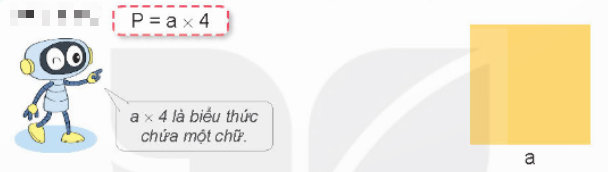 P = a × 4
a × 4 là biểu thức
chứa một chữ.
a